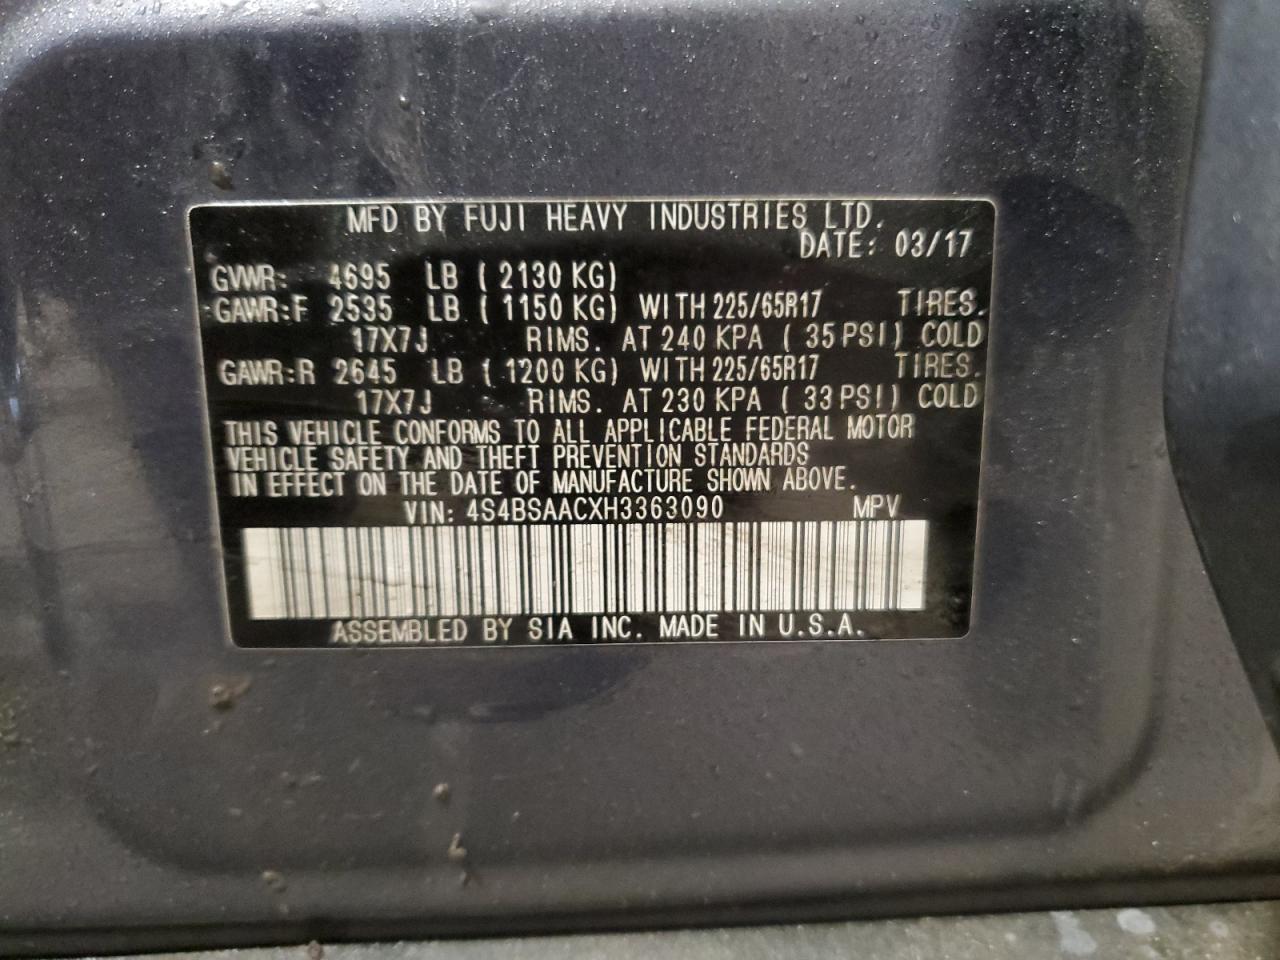 MFD BY FUJI HEAVY INDUSTRIES LTD.
DATE: 03/17
GVWR: 4695 LB ( 2130 KG)
GAWR:F 2535 LB ( 1150 KG) WITH 225/65R17 TIRES.
17X7J RIMS. AT 240 KPA ( 35 PSI) COLD
GAWR:R 2645 LB ( 1200 KG) WITH 225/65R17 TIRES.
17X7J RIMS. AT 230 KPA ( 33 PSI) COLD
THIS VEHICLE CONFORMS TO ALL APPLICABLE FEDERAL MOTOR
VEHICLE SAFETY AND THEFT PREVENTION STANDARDS
IN EFFECT ON THE DATE OF MANUFACTURE SHOWN ABOVE.
VIN: 4S4BSAACXH3363090 MPV
ASSEMBLED BY SIA INC. MADE IN U.S.A.